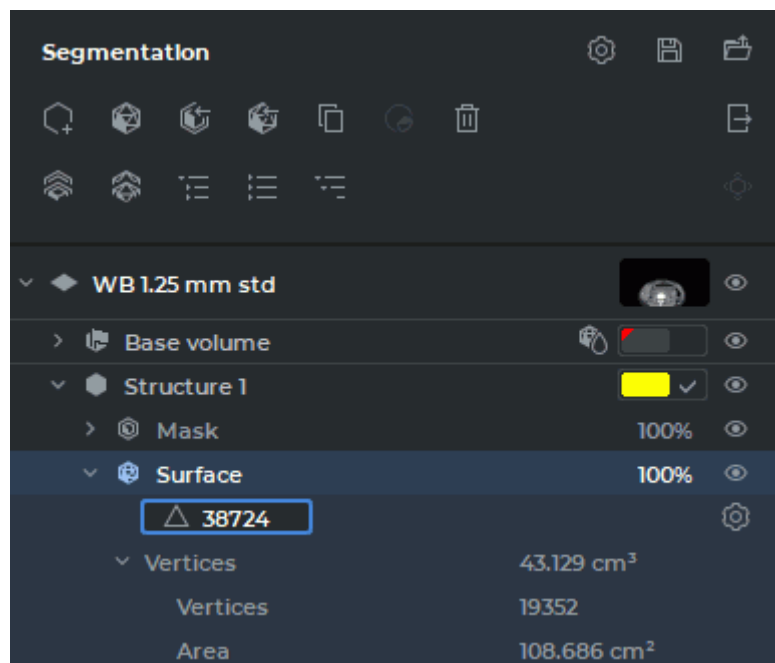 Segmentation
WB 1.25 mm std
Base volume
Structure 1
Mask 100%
Surface 100%
38724
Vertices 43.129 cm³
Vertices 19352
Area 108.686 cm²